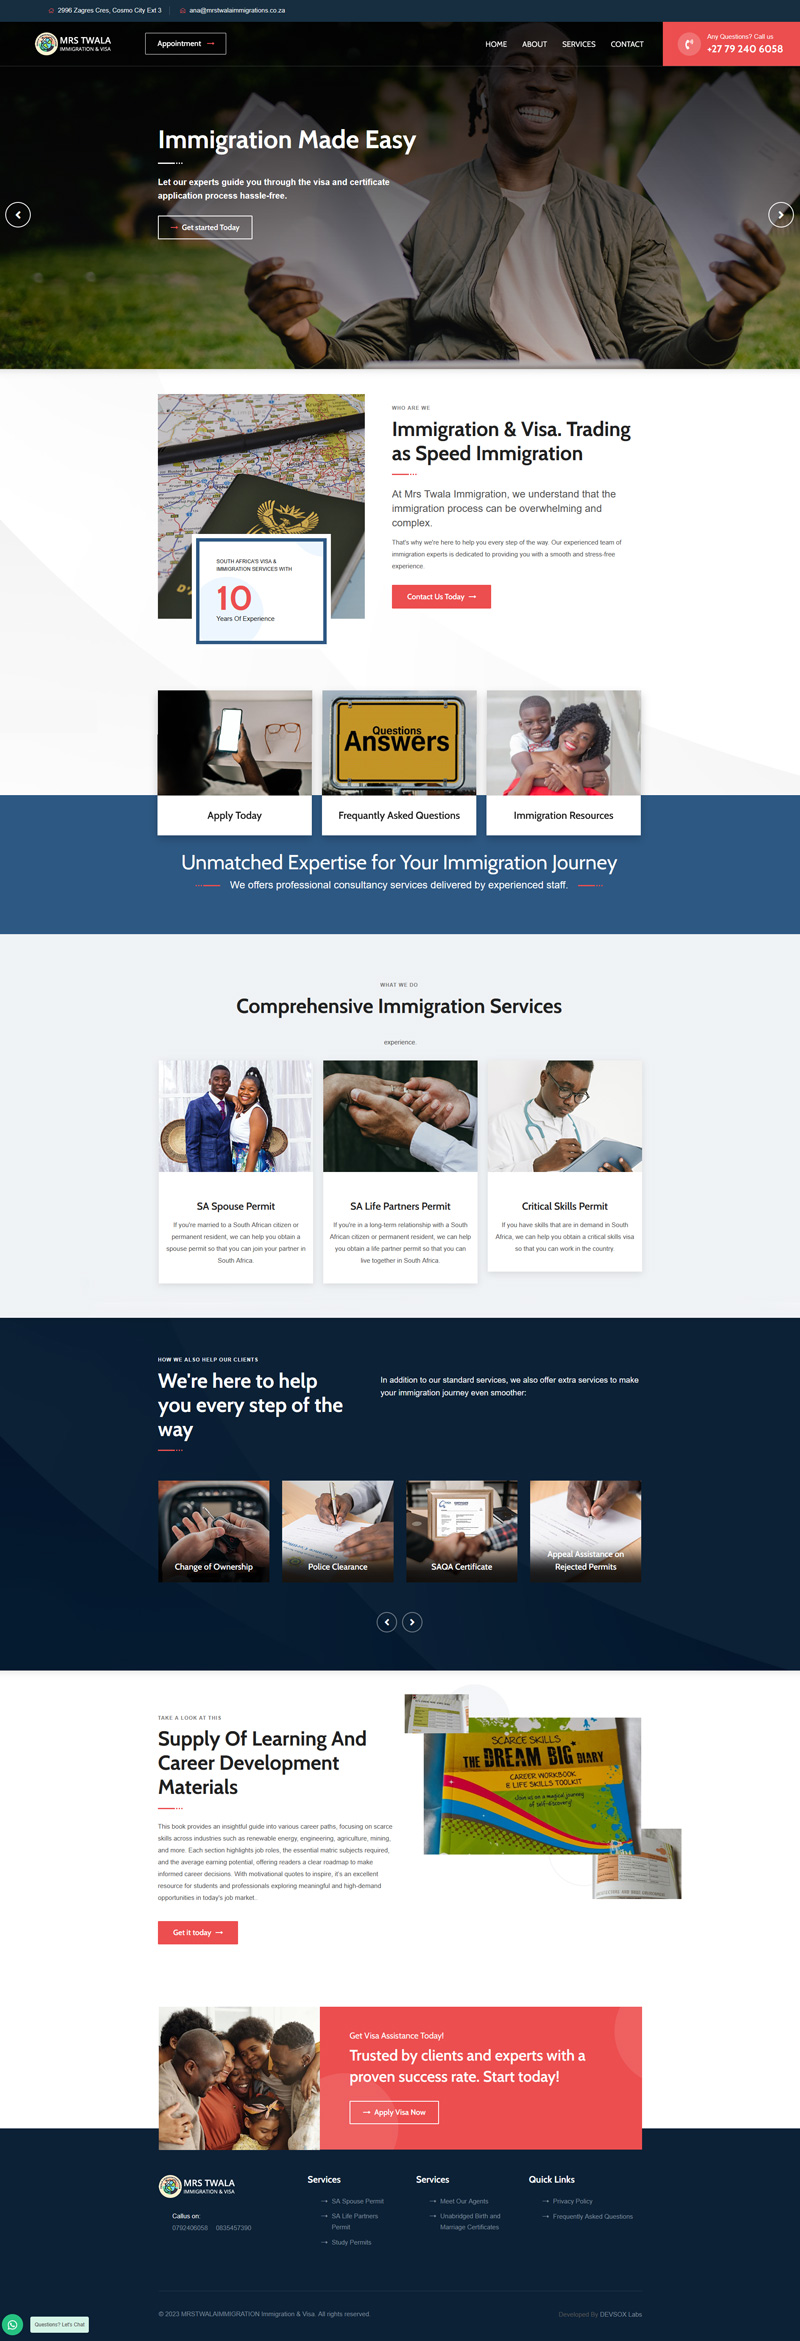 2996 Zagres Cres, Cosmo City Ext 3
ana@mrstwalaimmigrations.co.za
MRS TWALA
IMMIGRATION & VISA
Appointment
HOME
ABOUT
SERVICES
CONTACT
Any Questions? Call us
+27 79 240 6058
Immigration Made Easy
Let our experts guide you through the visa and certificate
application process hassle-free.
Get started Today
WHO ARE WE
Immigration & Visa. Trading
as Speed Immigration
At Mrs Twala Immigration, we understand that the
immigration process can be overwhelming and
complex.
That's why we're here to help you every step of the way. Our experienced team of
immigration experts is dedicated to providing you with a smooth and stress-free
experience.
Contact Us Today
SOUTH AFRICA'S VISA &
IMMIGRATION SERVICES WITH
10
Years Of Experience
Questions
Answers
Apply Today
Frequantly Asked Questions
Immigration Resources
Unmatched Expertise for Your Immigration Journey
We offers professional consultancy services delivered by experienced staff.
WHAT WE DO
Comprehensive Immigration Services
experience.
SA Spouse Permit
If you're married to a South African citizen or
permanent resident, we can help you obtain a
spouse permit so that you can join your partner in
South Africa.
SA Life Partners Permit
If you're in a long-term relationship with a South
African citizen or permanent resident, we can help
you obtain a life partner permit so that you can
live together in South Africa.
Critical Skills Permit
If you have skills that are in demand in South
Africa, we can help you obtain a critical skills visa
so that you can work in the country.
HOW WE ALSO HELP OUR CLIENTS
We're here to help
you every step of the
way
In addition to our standard services, we also offer extra services to make
your immigration journey even smoother:
Change of Ownership
Police Clearance
SAQA Certificate
Appeal Assistance on
Rejected Permits
TAKE A LOOK AT THIS
Supply Of Learning And
Career Development
Materials
This book provides an insightful guide into various career paths, focusing on scarce
skills across industries such as renewable energy, engineering, agriculture, mining,
and more. Each section highlights job roles, the essential matric subjects required,
and the average earning potential, offering readers a clear roadmap to make
informed career decisions. With motivational quotes to inspire, it's an excellent
resource for students and professionals exploring meaningful and high-demand
opportunities in today's job market.
Get it today
SCARCE SKILLS
THE DREAM BIG DIARY
CAREER WORKBOOK
& LIFE SKILLS TOOLKIT
Join us on a magical journey
of self-discovery!
Get Visa Assistance Today!
Trusted by clients and experts with a
proven success rate. Start today!
Apply Visa Now
MRS TWALA
IMMIGRATION & VISA
Callus on:
0792406058 0835457390
Services
SA Spouse Permit
SA Life Partners
Permit
Study Permits
Services
Meet Our Agents
Unabridged Birth and
Marriage Certificates
Quick Links
Privacy Policy
Frequently Asked Questions
© 2023 MRSTWALAIMMIGRATION Immigration & Visa. All rights reserved.
Developed By DEVSOX Labs
Questions? Let's Chat